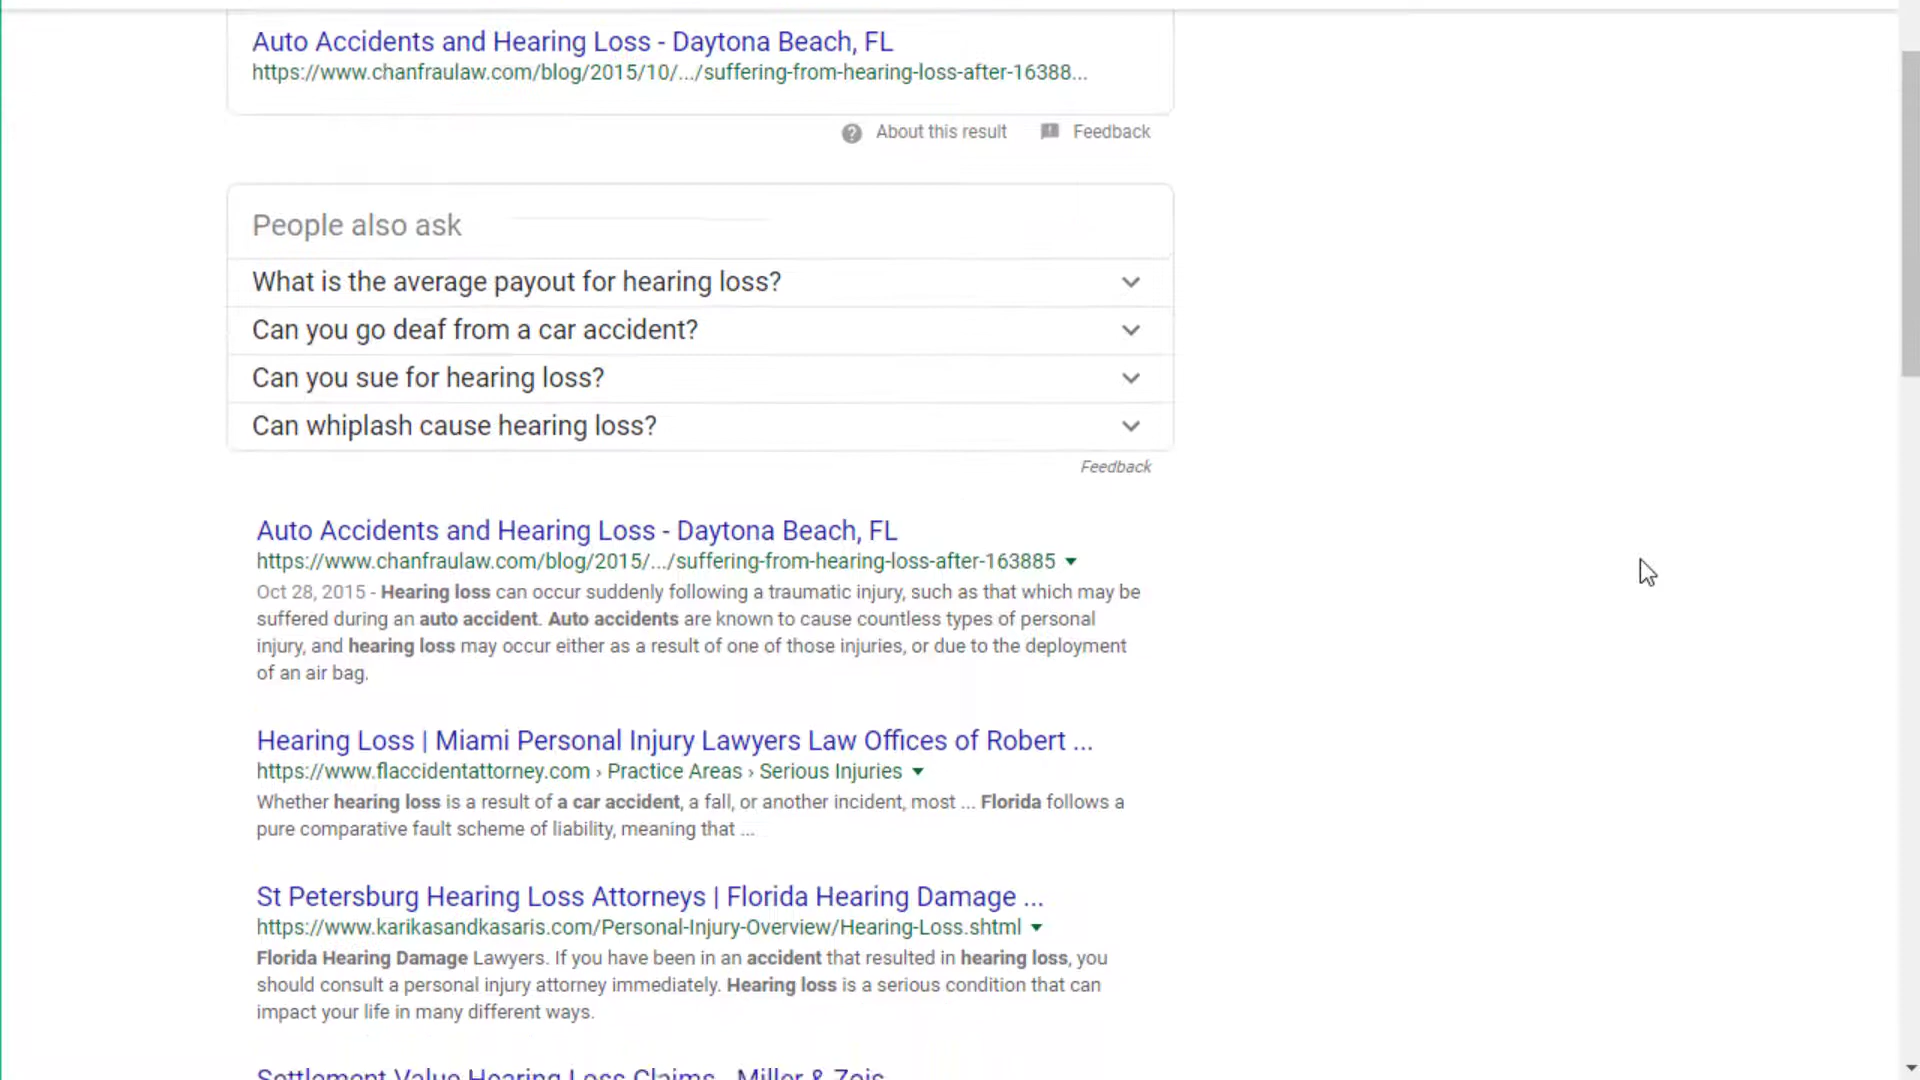 Auto Accidents and Hearing Loss - Daytona Beach, FL
https://www.chanfraulaw.com/blog/2015/10/.../suffering-from-hearing-loss-after-16388...
About this result Feedback
People also ask
What is the average payout for hearing loss?
Can you go deaf from a car accident?
Can you sue for hearing loss?
Can whiplash cause hearing loss?
Feedback
Auto Accidents and Hearing Loss - Daytona Beach, FL
https://www.chanfraulaw.com/blog/2015/.../suffering-from-hearing-loss-after-163885
Oct 28, 2015 - Hearing loss can occur suddenly following a traumatic injury, such as that which may be
suffered during an auto accident. Auto accidents are known to cause countless types of personal
injury, and hearing loss may occur either as a result of one of those injuries, or due to the deployment
of an air bag.
Hearing Loss | Miami Personal Injury Lawyers Law Offices of Robert ...
https://www.flaccidentattorney.com › Practice Areas › Serious Injuries
Whether hearing loss is a result of a car accident, a fall, or another incident, most ... Florida follows a
pure comparative fault scheme of liability, meaning that ...
St Petersburg Hearing Loss Attorneys | Florida Hearing Damage ...
https://www.karikasandkasaris.com/Personal-Injury-Overview/Hearing-Loss.shtml
Florida Hearing Damage Lawyers. If you have been in an accident that resulted in hearing loss, you
should consult a personal injury attorney immediately. Hearing loss is a serious condition that can
impact your life in many different ways.
Settlement Value Hearing Loss Claims - Miller & Zois